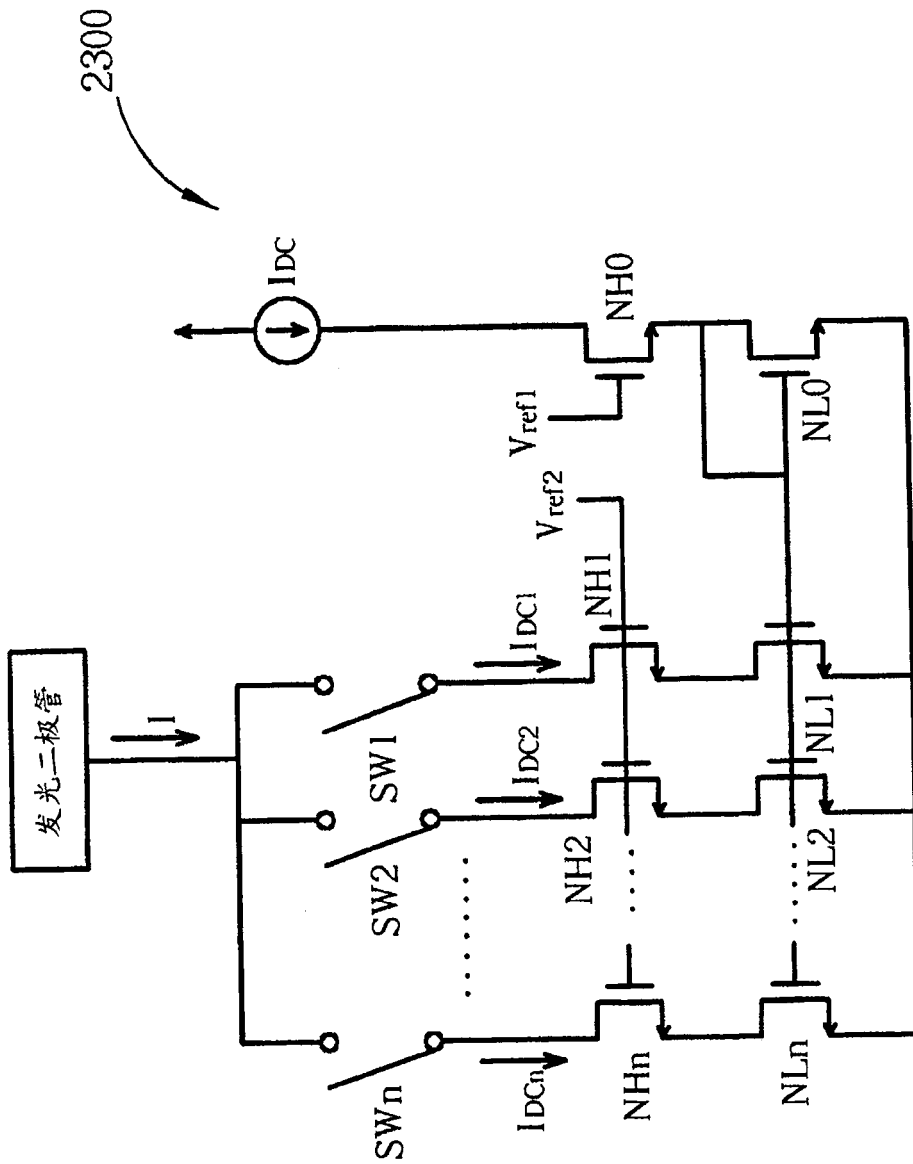 2300
IDC
NH0
Vref1
NL0
Vref2
发光二极管
I
SW1
IDC1
NH1
NL1
SW2
IDC2
NH2
NL2
·······
·····
······
SWn
IDCn
NHn
NLn